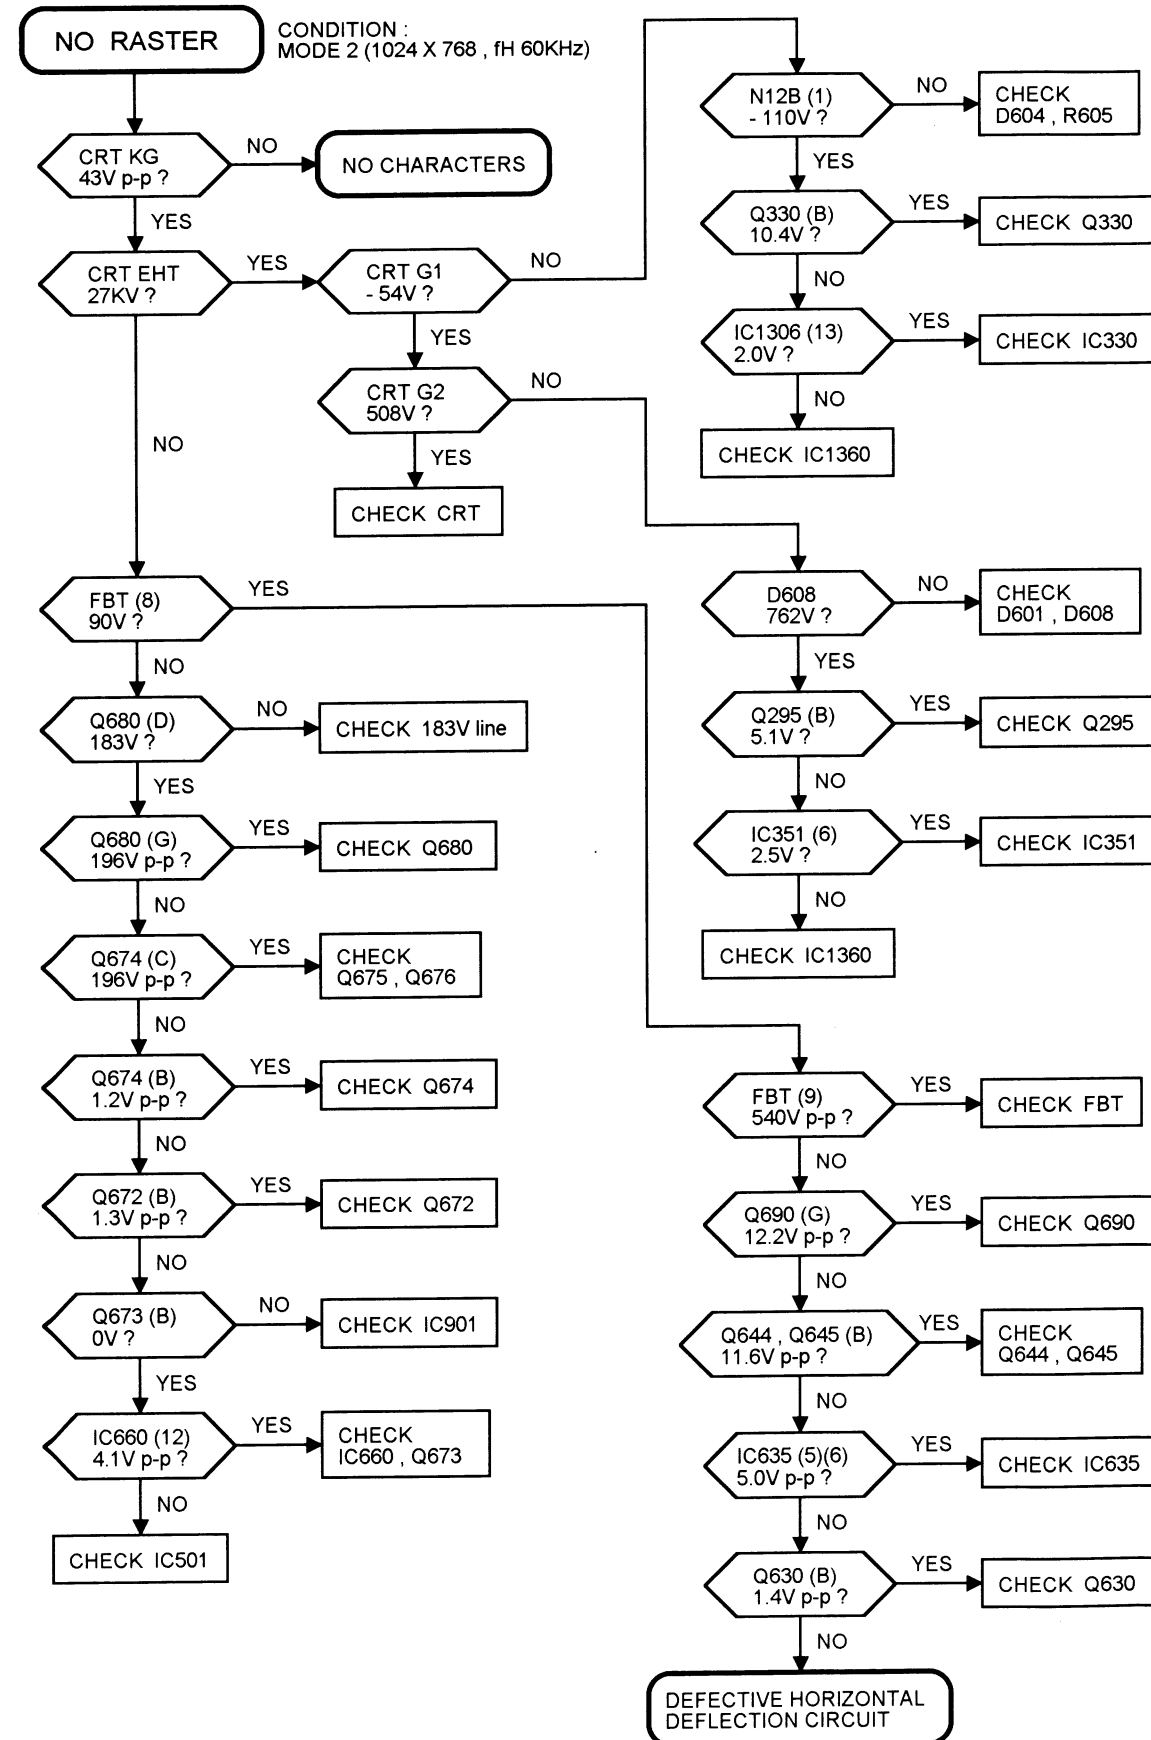 NO RASTER
CONDITION :
MODE 2 (1024 X 768 , fH 60KHz)
CRT KG
43V p-p ?
NO
NO CHARACTERS
YES
CRT EHT
27KV ?
YES
CRT G1
- 54V ?
NO
YES
CRT G2
508V ?
NO
YES
CHECK CRT
NO
N12B (1)
- 110V ?
NO
CHECK
D604 , R605
YES
Q330 (B)
10.4V ?
YES
CHECK Q330
NO
IC1306 (13)
2.0V ?
YES
CHECK IC330
NO
CHECK IC1360
D608
762V ?
NO
CHECK
D601 , D608
YES
Q295 (B)
5.1V ?
YES
CHECK Q295
NO
IC351 (6)
2.5V ?
YES
CHECK IC351
NO
CHECK IC1360
FBT (8)
90V ?
YES
NO
Q680 (D)
183V ?
NO
CHECK 183V line
YES
Q680 (G)
196V p-p ?
YES
CHECK Q680
NO
Q674 (C)
196V p-p ?
YES
CHECK
Q675 , Q676
NO
Q674 (B)
1.2V p-p ?
YES
CHECK Q674
NO
Q672 (B)
1.3V p-p ?
YES
CHECK Q672
NO
Q673 (B)
0V ?
NO
CHECK IC901
YES
IC660 (12)
4.1V p-p ?
YES
CHECK
IC660 , Q673
NO
CHECK IC501
FBT (9)
540V p-p ?
YES
CHECK FBT
NO
Q690 (G)
12.2V p-p ?
YES
CHECK Q690
NO
Q644 , Q645 (B)
11.6V p-p ?
YES
CHECK
Q644 , Q645
NO
IC635 (5)(6)
5.0V p-p ?
YES
CHECK IC635
NO
Q630 (B)
1.4V p-p ?
YES
CHECK Q630
NO
DEFECTIVE HORIZONTAL
DEFLECTION CIRCUIT